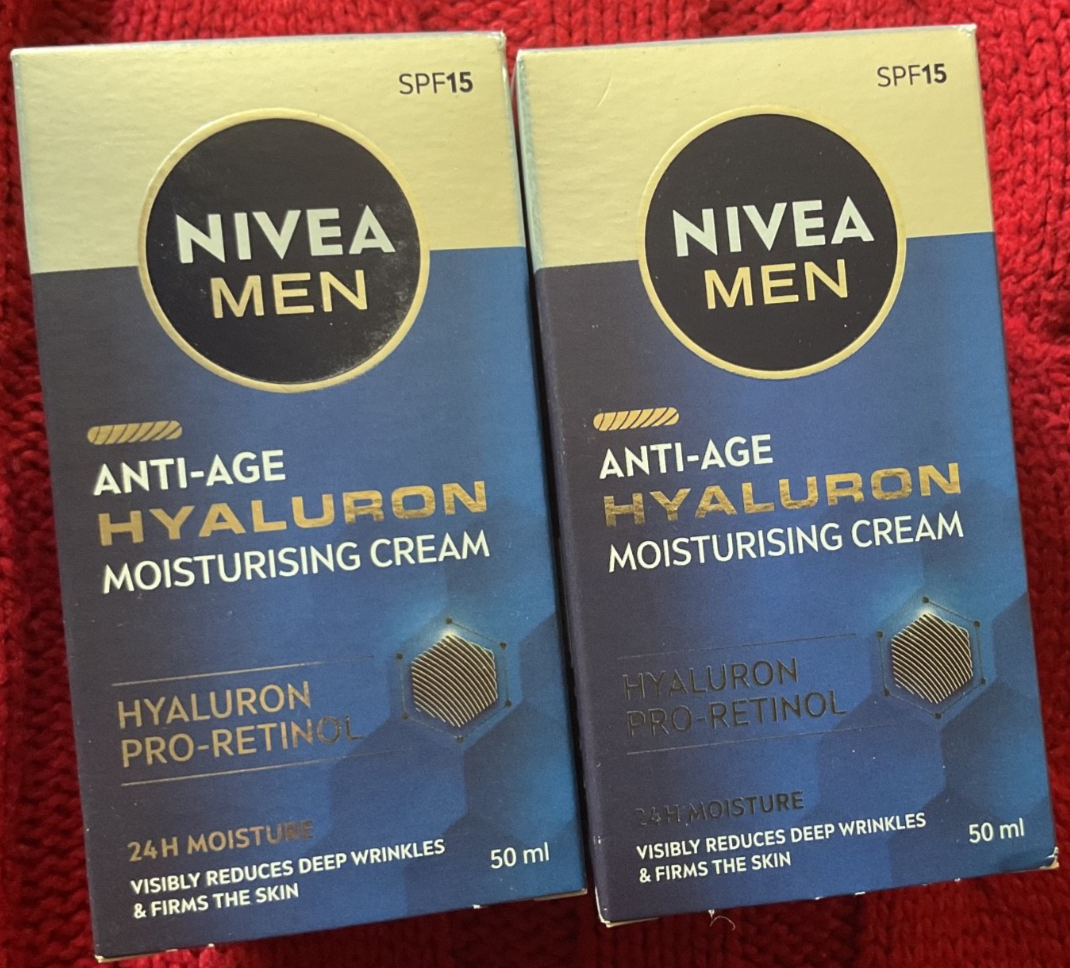 SPF15
NIVEA
MEN
ANTI-AGE
HYALURON
MOISTURISING CREAM
HYALURON
PRO-RETINOL
24H MOISTURE
VISIBLY REDUCES DEEP WRINKLES
& FIRMS THE SKIN
50 ml
SPF15
NIVEA
MEN
ANTI-AGE
HYALURON
MOISTURISING CREAM
HYALURON
PRO-RETINOL
24H MOISTURE
VISIBLY REDUCES DEEP WRINKLES
& FIRMS THE SKIN
50 ml